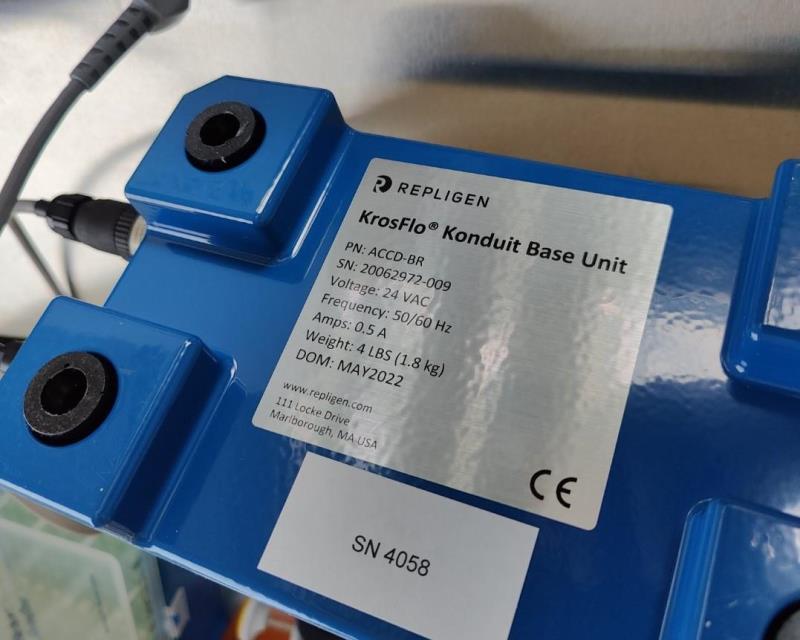 REPLIGEN
KrosFlo® Konduit Base Unit
PN: ACCD-BR
SN: 20062972-009
Voltage: 24 VAC
Frequency: 50/60 Hz
Amps: 0.5 A
Weight: 4 LBS (1.8 kg)
DOM: MAY2022
www.repligen.com
111 Locke Drive
Marlborough, MA USA
CE
SN 4058